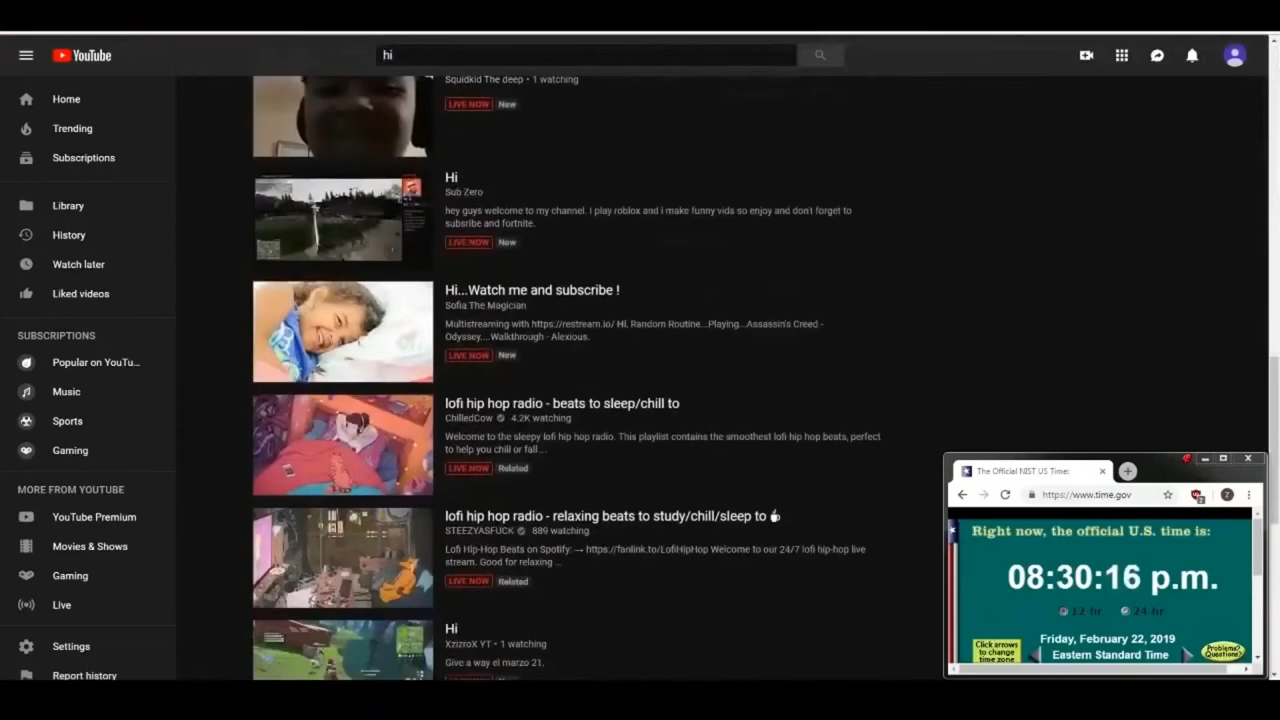 YouTube
hi
Home
Trending
Subscriptions
Library
History
Watch later
Liked videos
SUBSCRIPTIONS
Popular on YouTu...
Music
Sports
Gaming
MORE FROM YOUTUBE
YouTube Premium
Movies & Shows
Gaming
Live
Settings
Report history
Squidkid The deep • 1 watching
LIVE NOW New
Hi
Sub Zero
hey guys welcome to my channel. I play roblox and i make funny vids so enjoy and don't forget to
subsribe and fortnite.
LIVE NOW New
Hi...Watch me and subscribe !
Sofia The Magician
Multistreaming with https://restream.io/ Hi. Random Routine...Playing...Assassin's Creed -
Odyssey....Walkthrough - Alexious.
LIVE NOW New
lofi hip hop radio - beats to sleep/chill to
ChilledCow 4.2K watching
Welcome to the sleepy lofi hip hop radio. This playlist contains the smoothest lofi hip hop beats, perfect
to help you chill or fall ...
LIVE NOW Related
lofi hip hop radio - relaxing beats to study/chill/sleep to ☕
STEEZYASFUCK 889 watching
Lofi Hip-Hop Beats on Spotify: → https://fanlink.to/LofiHipHop Welcome to our 24/7 lofi hip-hop live
stream. Good for relaxing ...
LIVE NOW Related
Hi
XzizroX YT • 1 watching
Give a way el marzo 21.
The Official NIST US Time:
https://www.time.gov
Right now, the official U.S. time is:
08:30:16 p.m.
12 hr 24 hr
Click arrows
to change
time zone
Friday, February 22, 2019
Eastern Standard Time
Problems?
Questions?